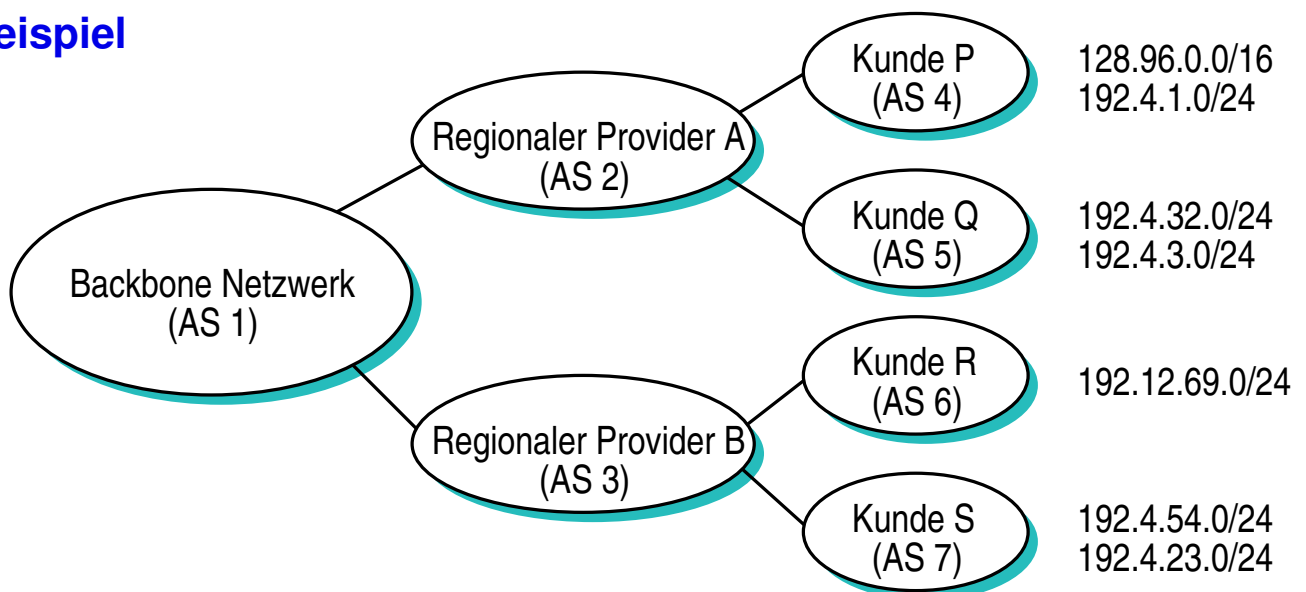 eispiel
Backbone Netzwerk
(AS 1)
Regionaler Provider A
(AS 2)
Regionaler Provider B
(AS 3)
Kunde P
(AS 4)
128.96.0.0/16
192.4.1.0/24
Kunde Q
(AS 5)
192.4.32.0/24
192.4.3.0/24
Kunde R
(AS 6)
192.12.69.0/24
Kunde S
(AS 7)
192.4.54.0/24
192.4.23.0/24